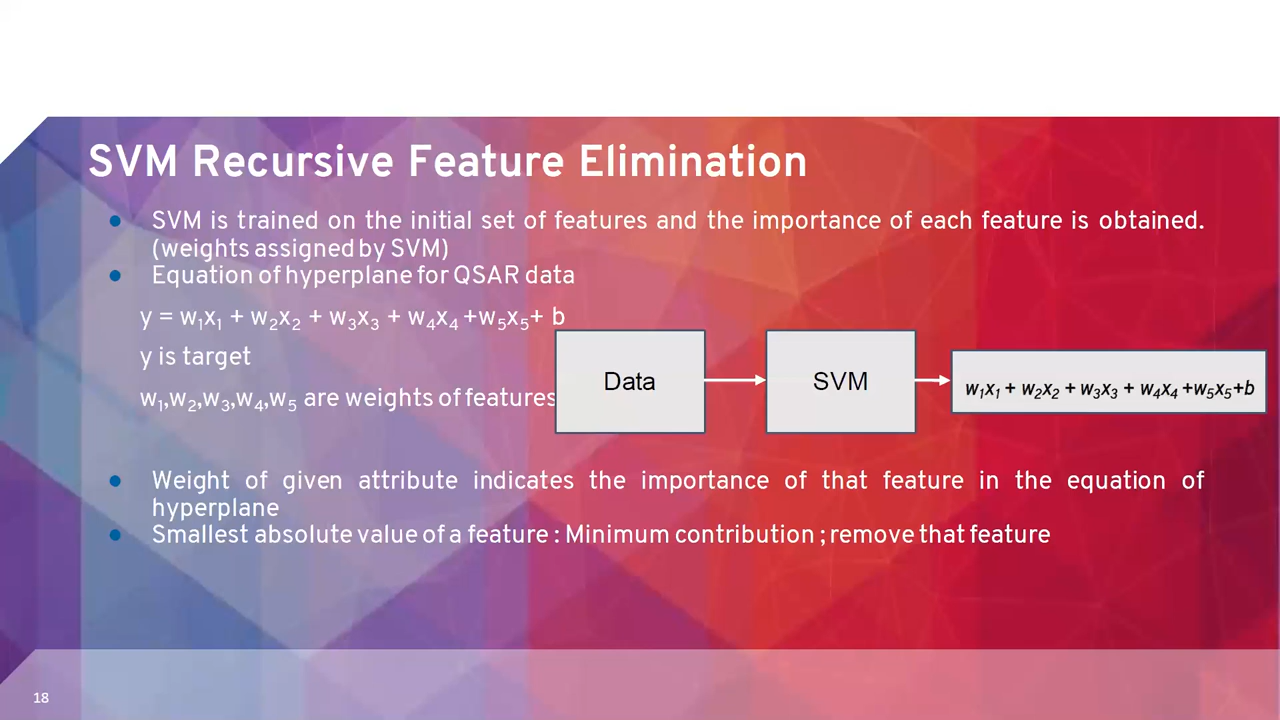 SVM Recursive Feature Elimination
● SVM is trained on the initial set of features and the importance of each feature is obtained.
(weights assigned by SVM)
● Equation of hyperplane for QSAR data
y = w₁x₁ + w₂x₂ + w₃x₃ + w₄x₄ +w₅x₅+ b
y is target
w₁,w₂,w₃,w₄,w₅ are weights of features
Data
SVM
w₁x₁ + w₂x₂ + w₃x₃ + w₄x₄ +w₅x₅+b
● Weight of given attribute indicates the importance of that feature in the equation of
hyperplane
● Smallest absolute value of a feature : Minimum contribution ; remove that feature
18